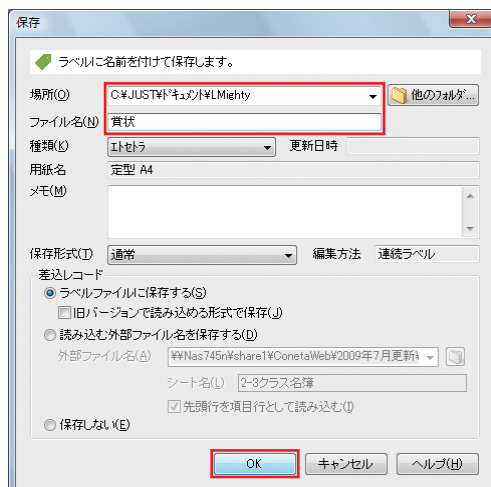 保存
ラベルに名前を付けて保存します。
場所(O) C:¥JUST¥ドキュメント¥LMighty 他のフォルダ...
ファイル名(N) 賞状
種類(K) エトセトラ 更新日時
用紙名 定型 A4
メモ(M)
保存形式(T) 通常 編集方法 連続ラベル
差込レコード
ラベルファイルに保存する(S)
旧バージョンで読み込める形式で保存(J)
読み込む外部ファイル名を保存する(D)
外部ファイル名(A) ¥¥Nas745n¥share1¥ConetaWeb¥2009年7月更新¥
シート名(L) 2-3クラス名簿
先頭行を項目行として読み込む(I)
保存しない(E)
OK キャンセル ヘルプ(H)